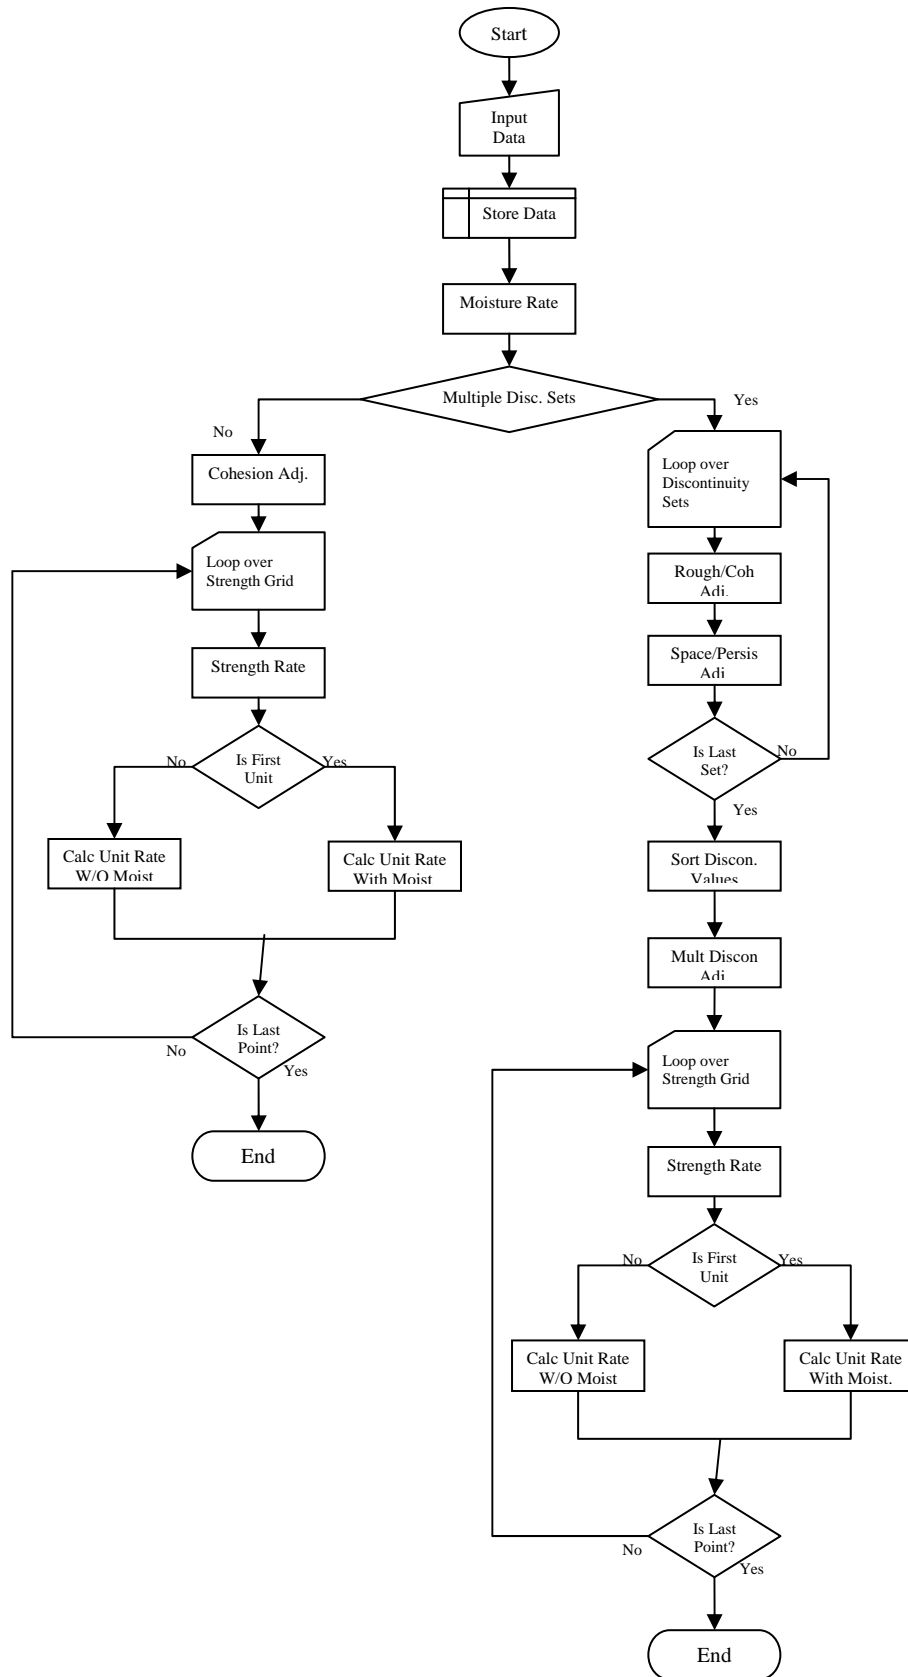 Start
Input
Data
Store Data
Moisture Rate
Multiple Disc. Sets
No
Yes
Cohesion Adj.
Loop over
Strength Grid
Strength Rate
Is First
Unit
No
Yes
Calc Unit Rate
W/O Moist
Calc Unit Rate
With Moist
Is Last
Point?
No
Yes
End
Loop over
Discontinuity
Sets
Rough/Coh
Adj.
Space/Persis
Adj
Is Last
Set?
No
Yes
Sort Discon.
Values
Mult Discon
Adj
Loop over
Strength Grid
Strength Rate
Is First
Unit
No
Yes
Calc Unit Rate
W/O Moist
Calc Unit Rate
With Moist.
Is Last
Point?
No
Yes
End